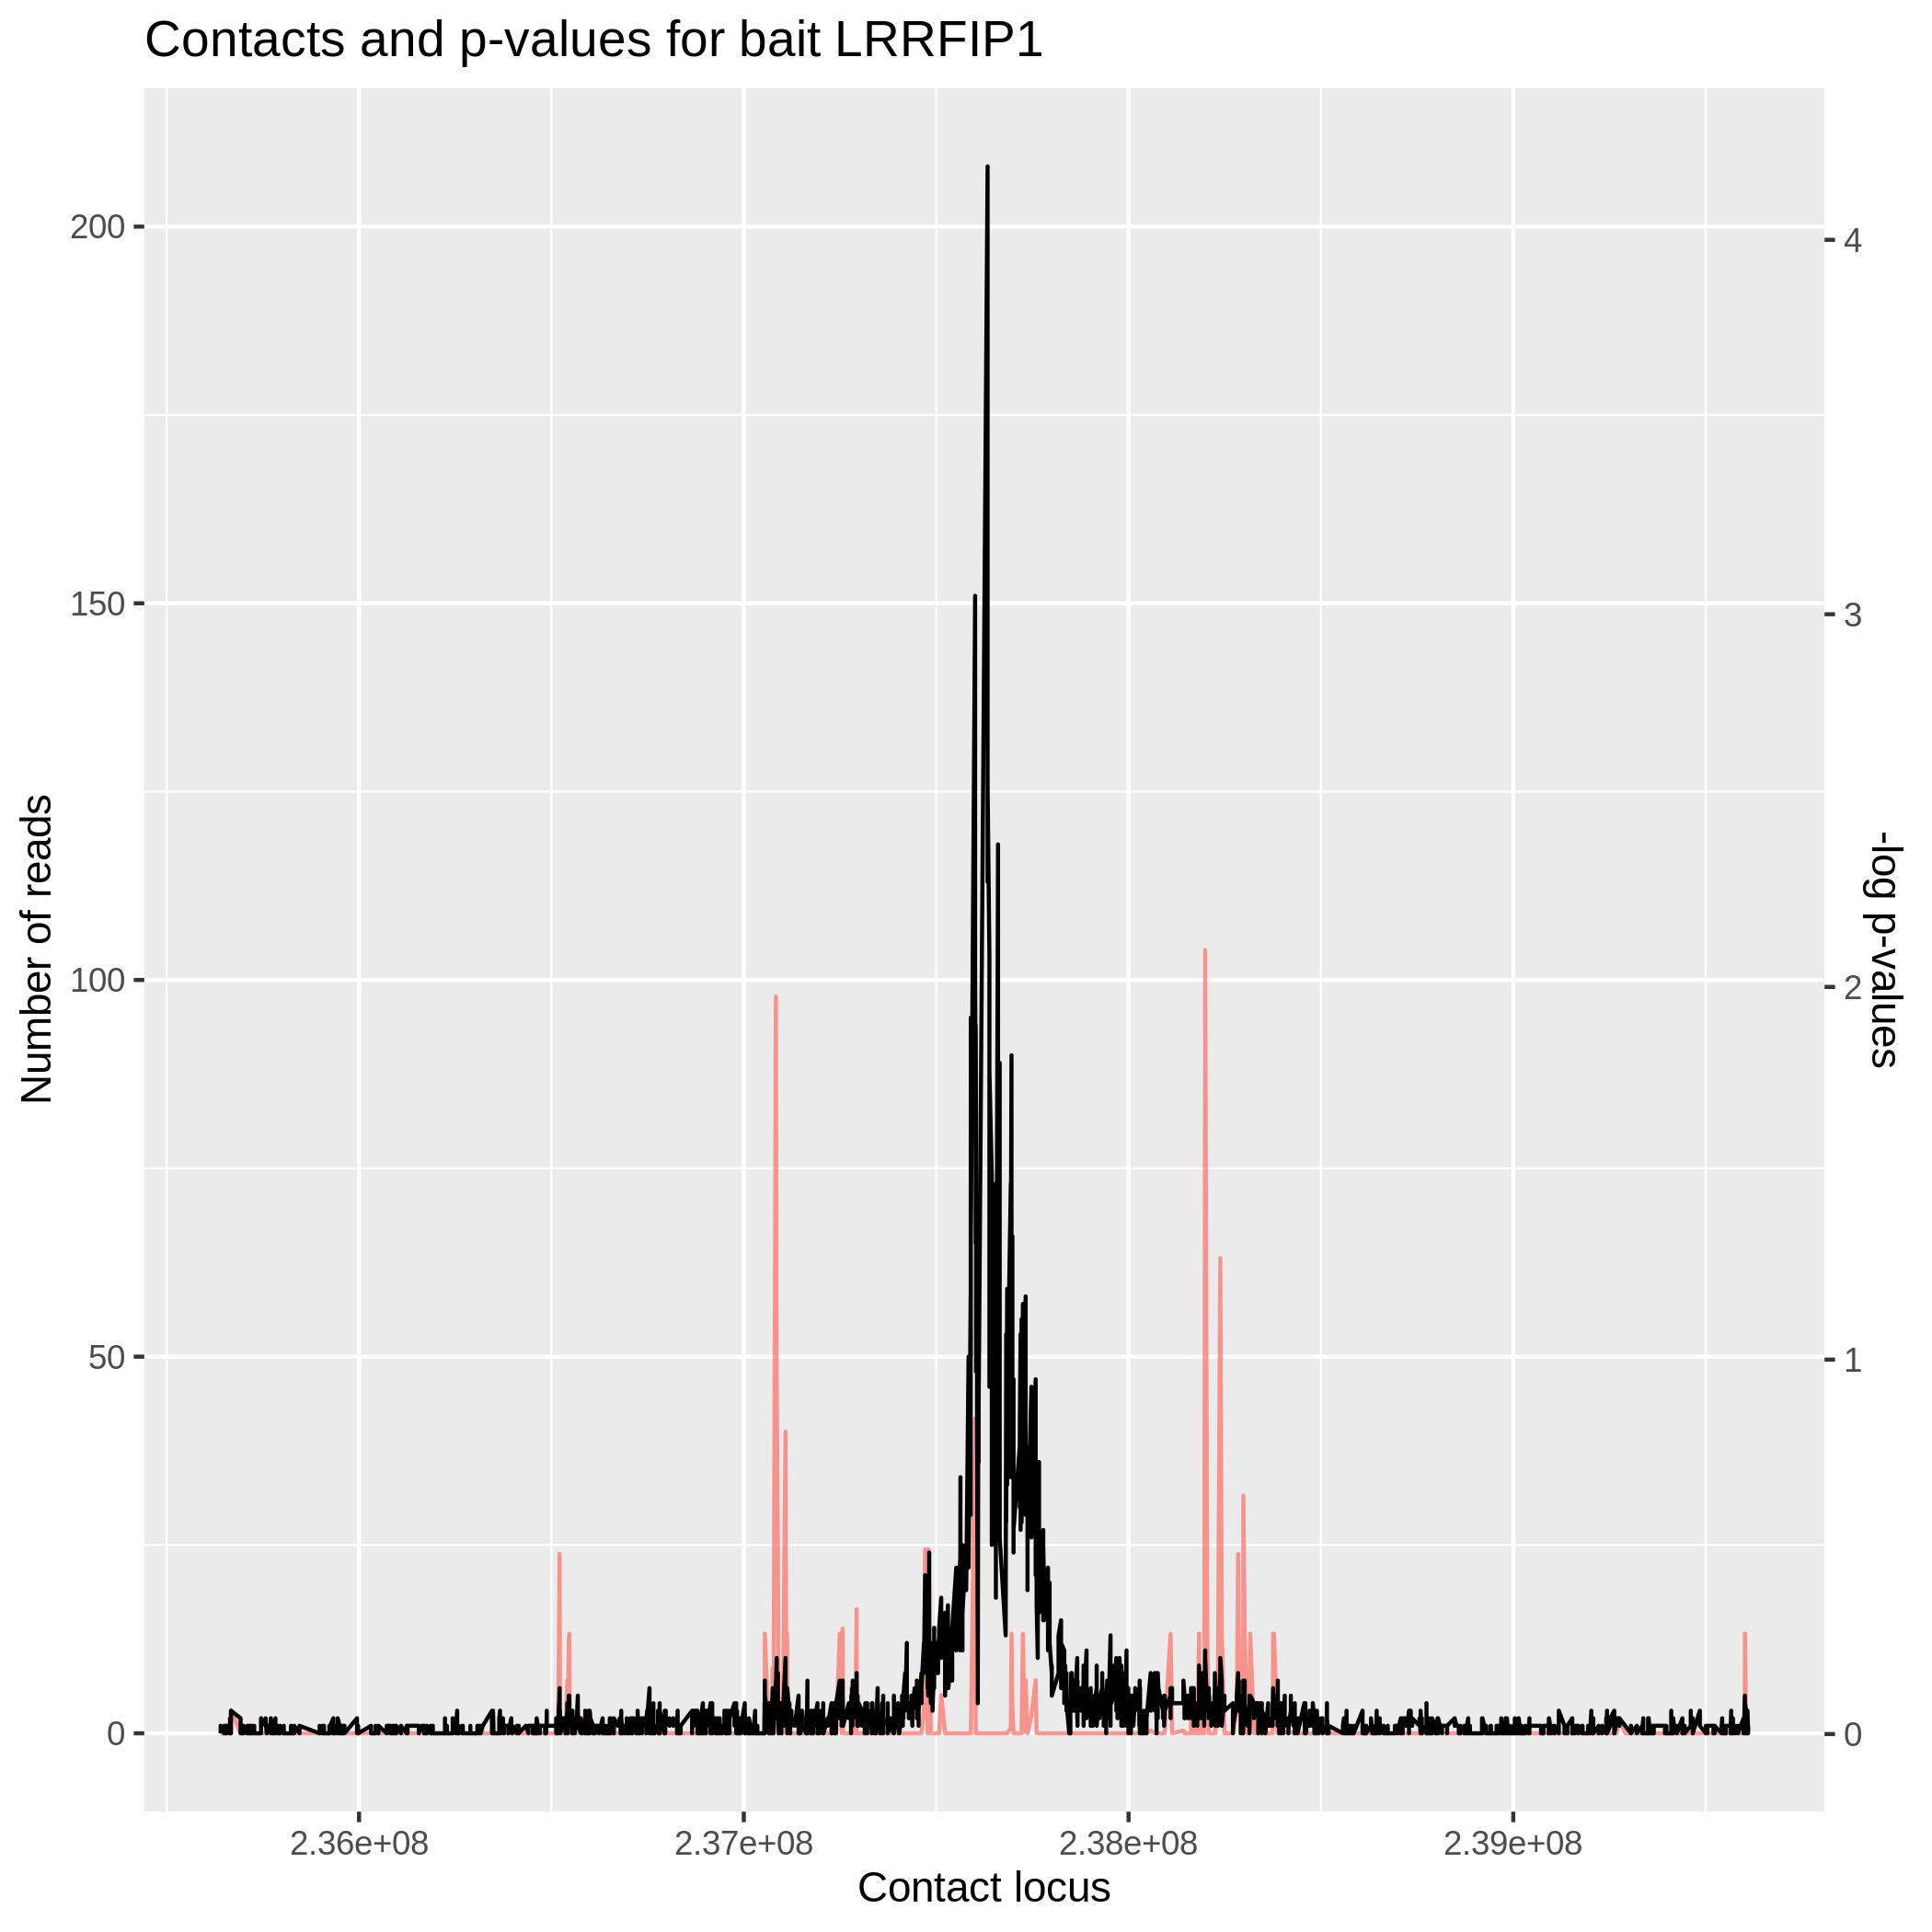 Contacts and p-values for bait LRRFIP1
Number of reads
200
150
100
50
0
4
3
2
1
0
-log p-values
2.36e+08
2.37e+08
2.38e+08
2.39e+08
Contact locus